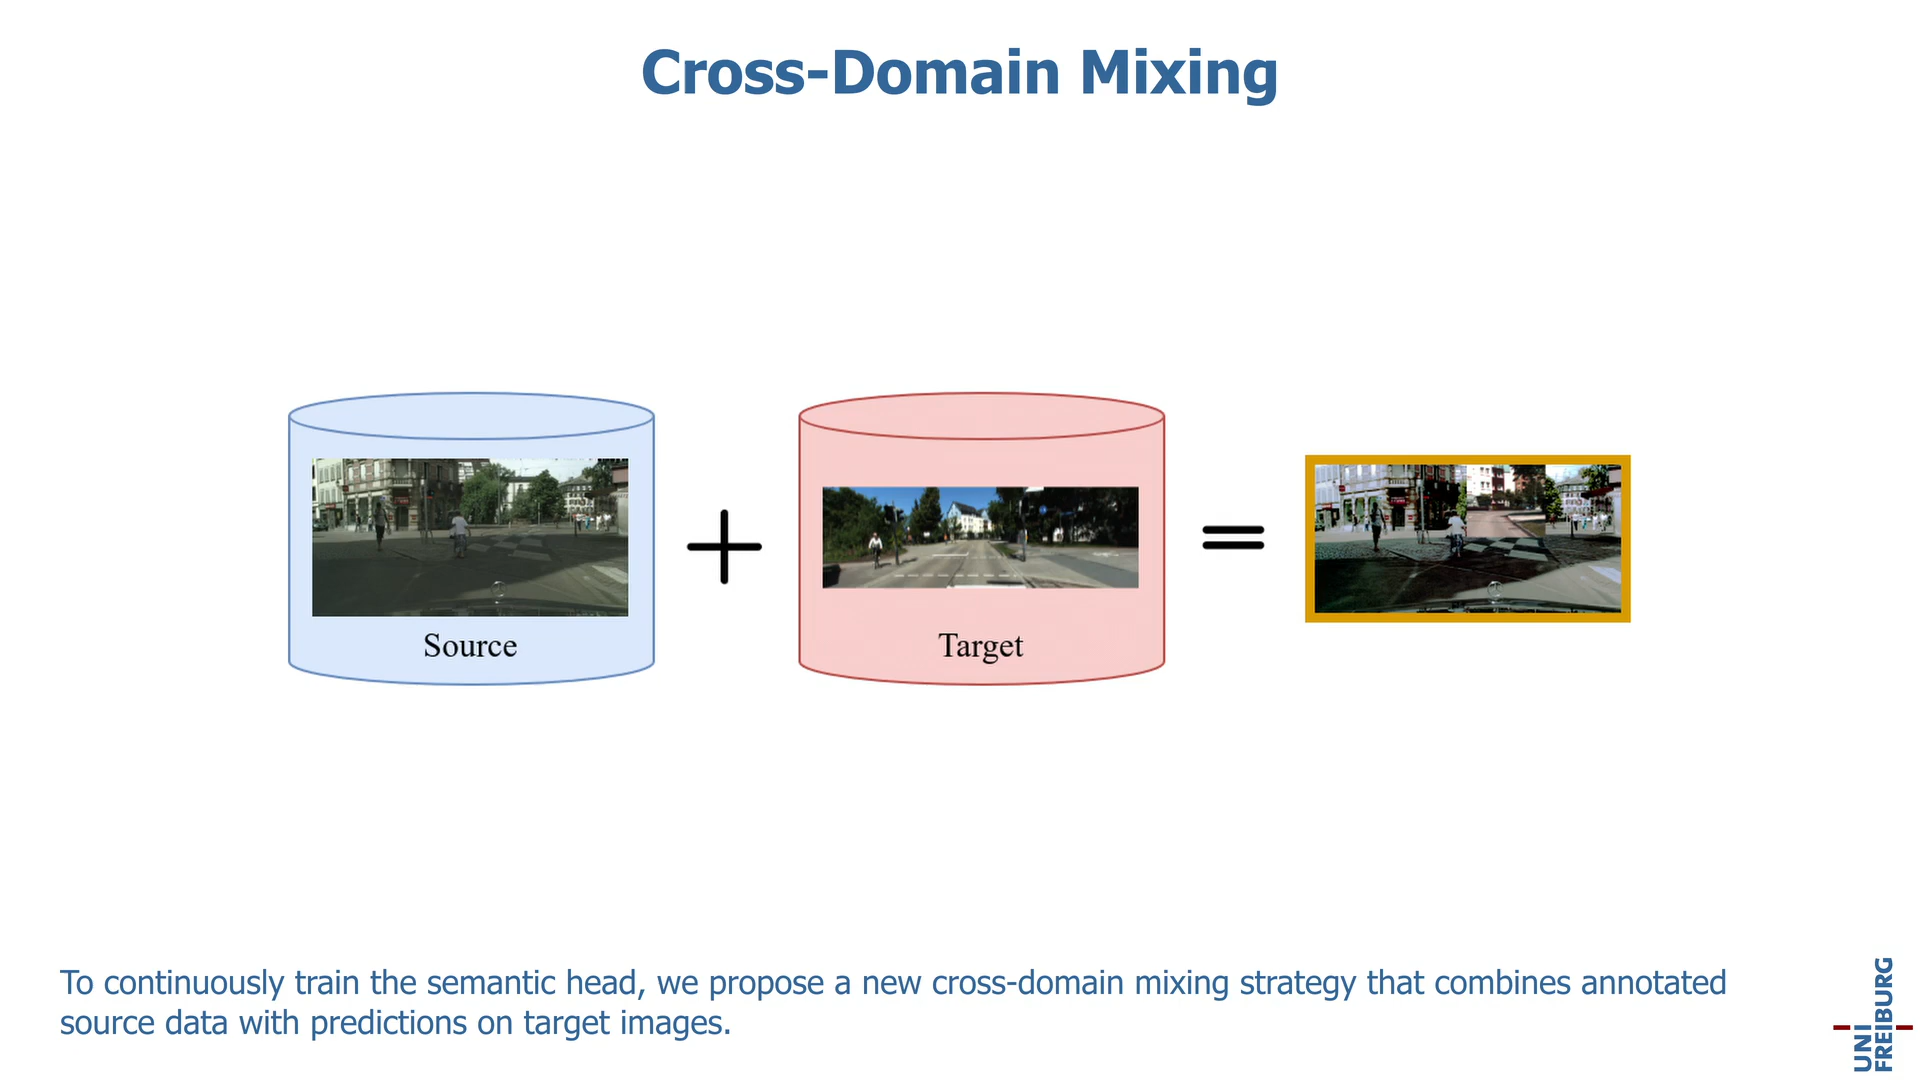 Cross-Domain Mixing
Source
Target
To continuously train the semantic head, we propose a new cross-domain mixing strategy that combines annotated
source data with predictions on target images.
UNI
FREIBURG